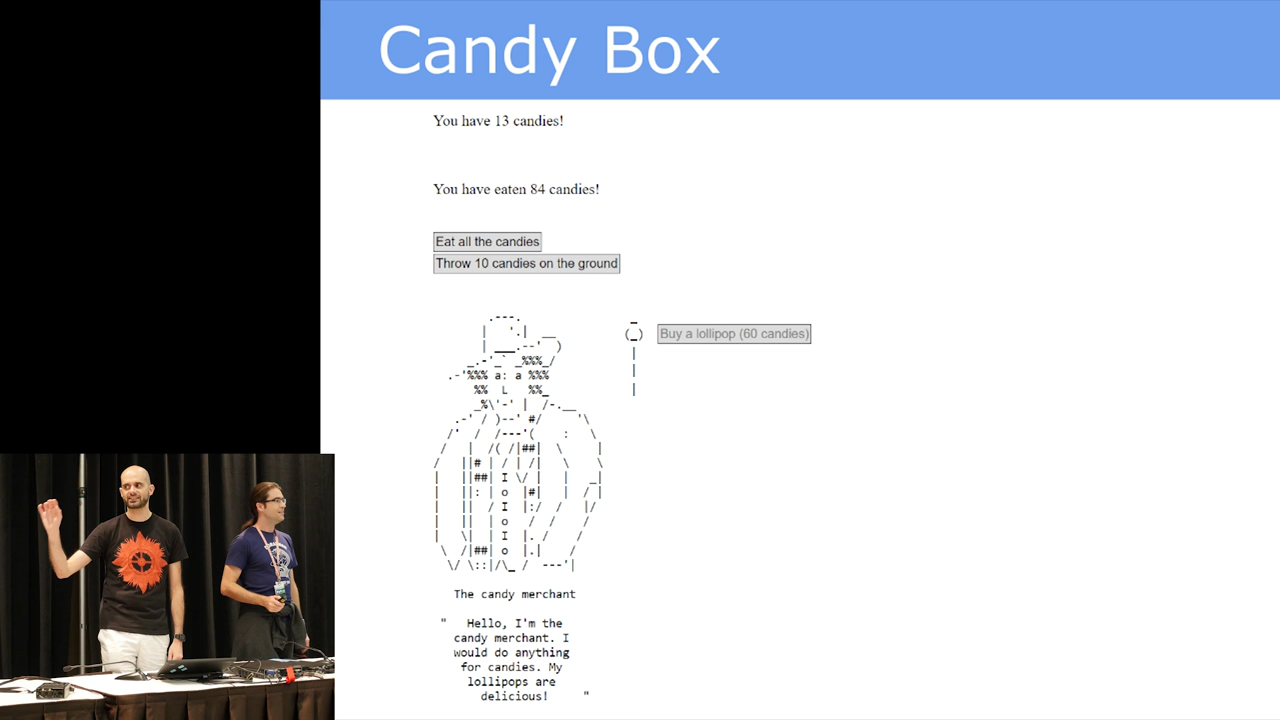 Candy Box
You have 13 candies!
You have eaten 84 candies!
Eat all the candies
Throw 10 candies on the ground
Buy a lollipop (60 candies)
The candy merchant
" Hello, I'm the
candy merchant. I
would do anything
for candies. My
lollipops are
delicious! "